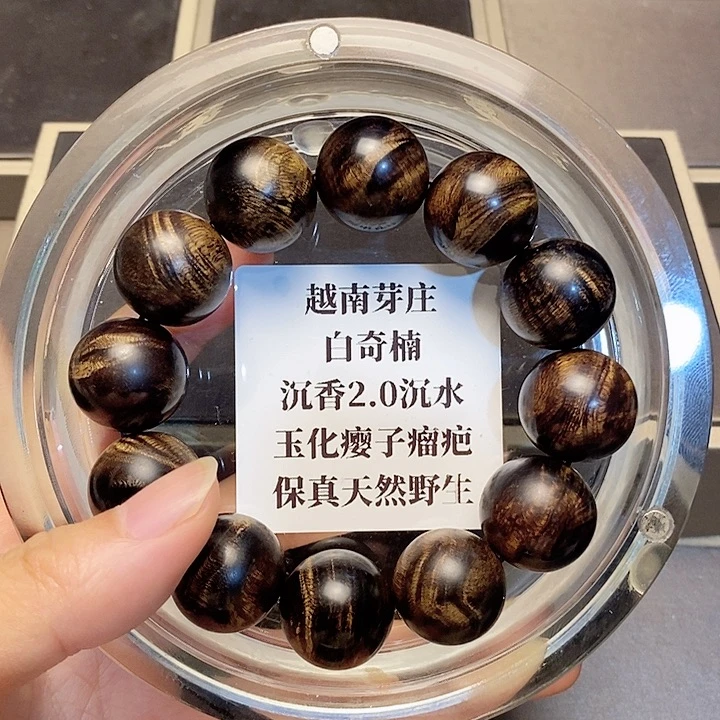 越南芽庄
白奇楠
沉香2.0沉水
玉化瘿子瘤疤
保真天然野生